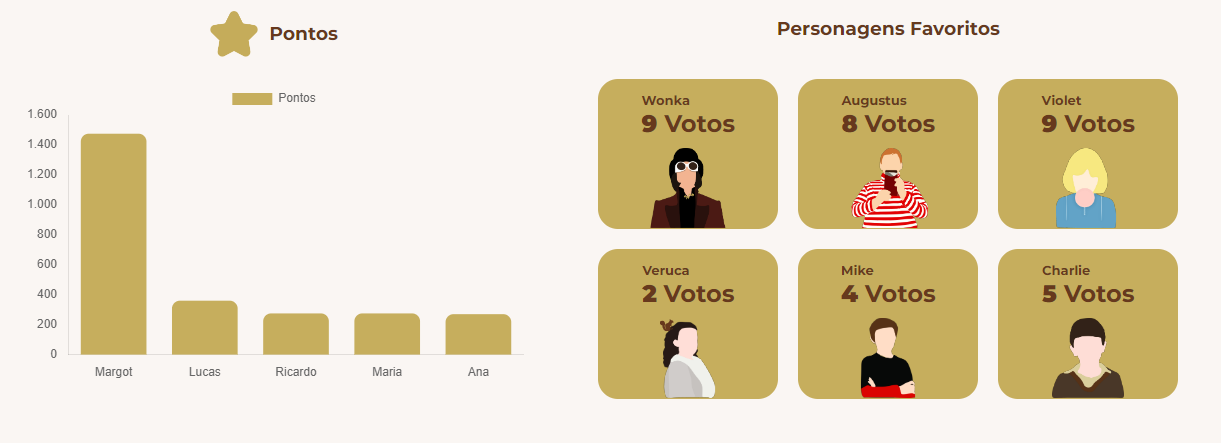 Pontos
Pontos
1.600
1.400
1.200
1.000
800
600
400
200
0
Margot Lucas Ricardo Maria Ana
Personagens Favoritos
Wonka
9 Votos
Augustus
8 Votos
Violet
9 Votos
Veruca
2 Votos
Mike
4 Votos
Charlie
5 Votos